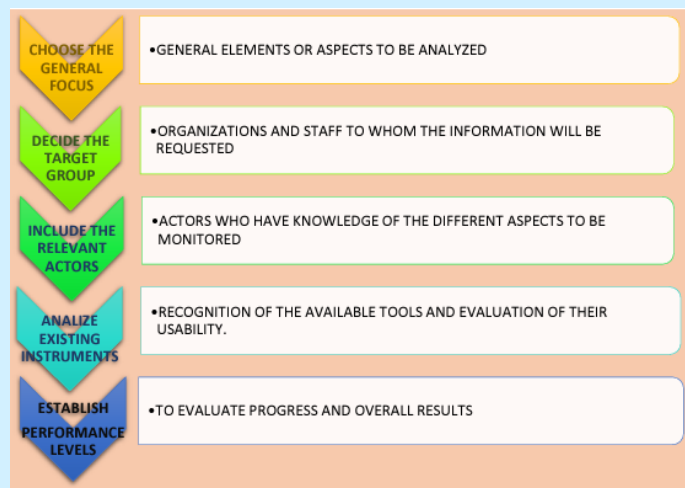 CHOOSE THE
GENERAL
FOCUS
•GENERAL ELEMENTS OR ASPECTS TO BE ANALYZED
DECIDE THE
TARGET
GROUP
•ORGANIZATIONS AND STAFF TO WHOM THE INFORMATION WILL BE
REQUESTED
INCLUDE THE
RELEVANT
ACTORS
•ACTORS WHO HAVE KNOWLEDGE OF THE DIFFERENT ASPECTS TO BE
MONITORED
ANALIZE
EXISTING
INSTRUMENTS
•RECOGNITION OF THE AVAILABLE TOOLS AND EVALUATION OF THEIR
USABILITY.
ESTABLISH
PERFORMANCE
LEVELS
•TO EVALUATE PROGRESS AND OVERALL RESULTS